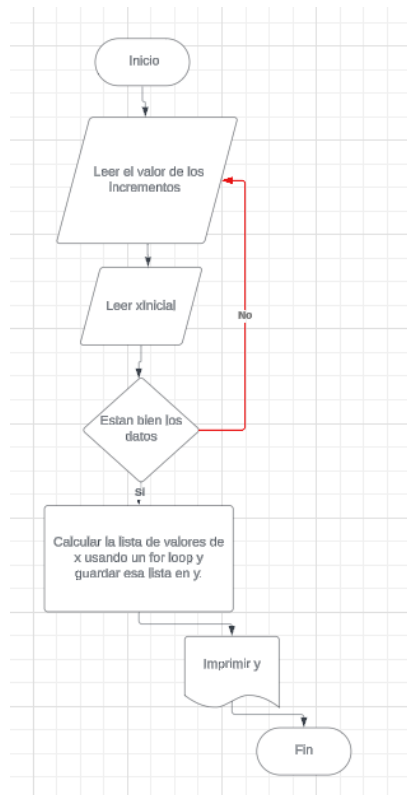 Inicio
Leer el valor de los
Incrementos
Leer xInicial
No
Estan bien los
datos
Si
Calcular la lista de valores de
x usando un for loop y
guardar esa lista en y.
Imprimir y
Fin